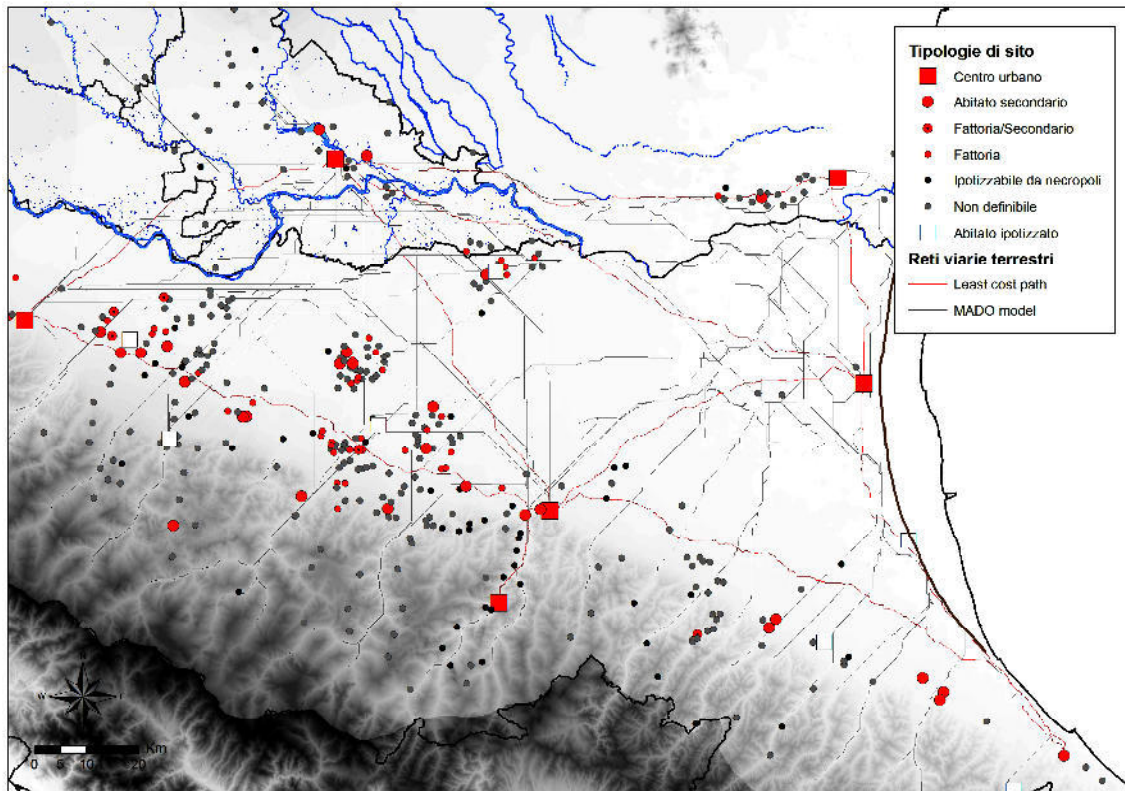 Tipologie di sito
Centro urbano
Abitato secondario
Fattoria/Secondario
Fattoria
Ipotizzabile da necropoli
Non definibile
Abitato ipotizzato
Reti viarie terrestri
Least cost path
MADO model
Km
0 5 10 20